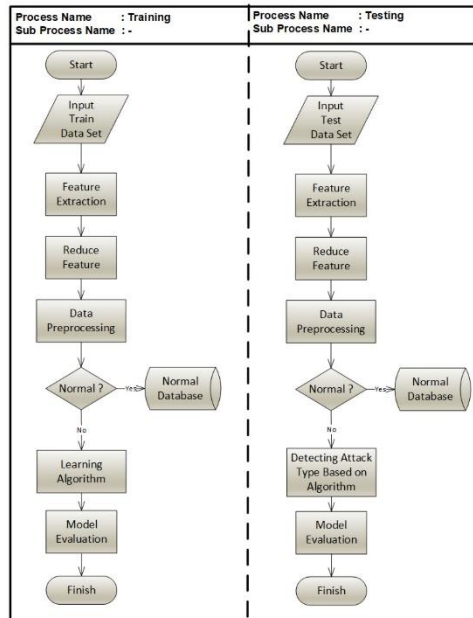 Process Name : Training
Sub Process Name : -
Start
Input
Train
Data Set
Feature
Extraction
Reduce
Feature
Data
Preprocessing
Normal ?
Yes
Normal
Database
No
Learning
Algorithm
Model
Evaluation
Finish
Process Name : Testing
Sub Process Name : -
Start
Input
Test
Data Set
Feature
Extraction
Reduce
Feature
Data
Preprocessing
Normal ?
Yes
Normal
Database
No
Detecting Attack
Type Based on
Algorithm
Model
Evaluation
Finish